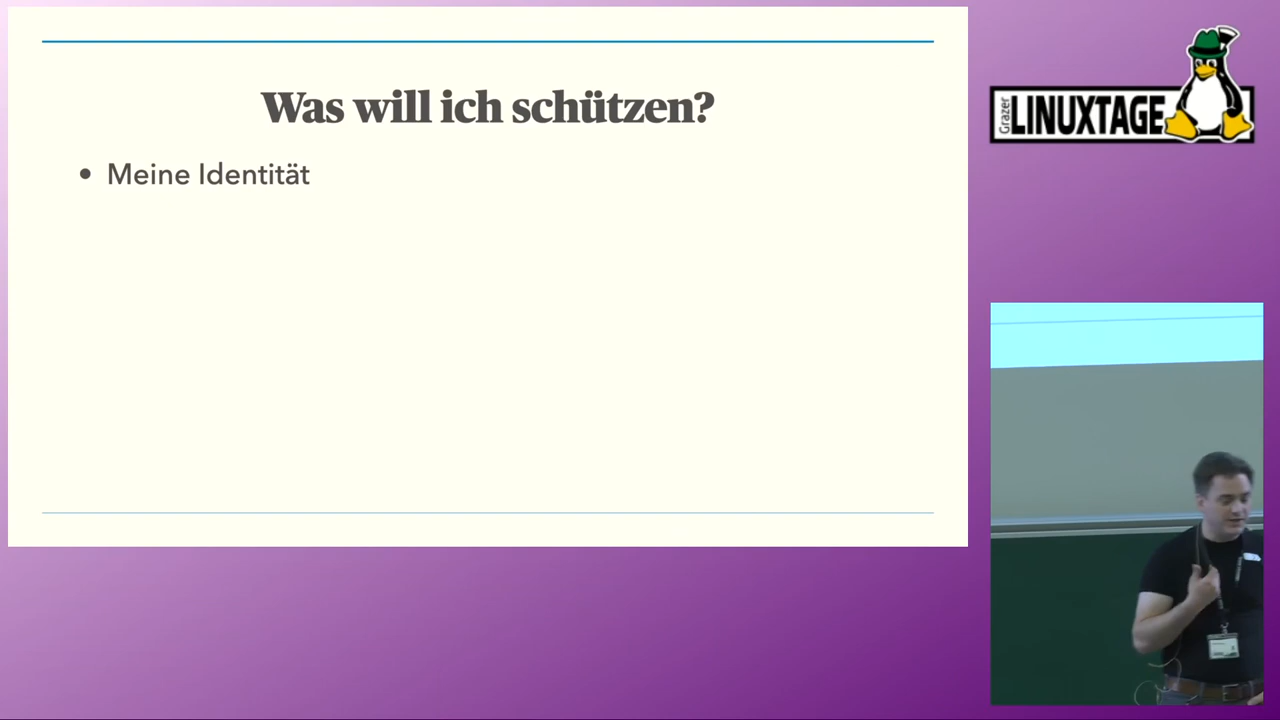 Was will ich schützen?
• Meine Identität
Grazer
LINUXTAGE